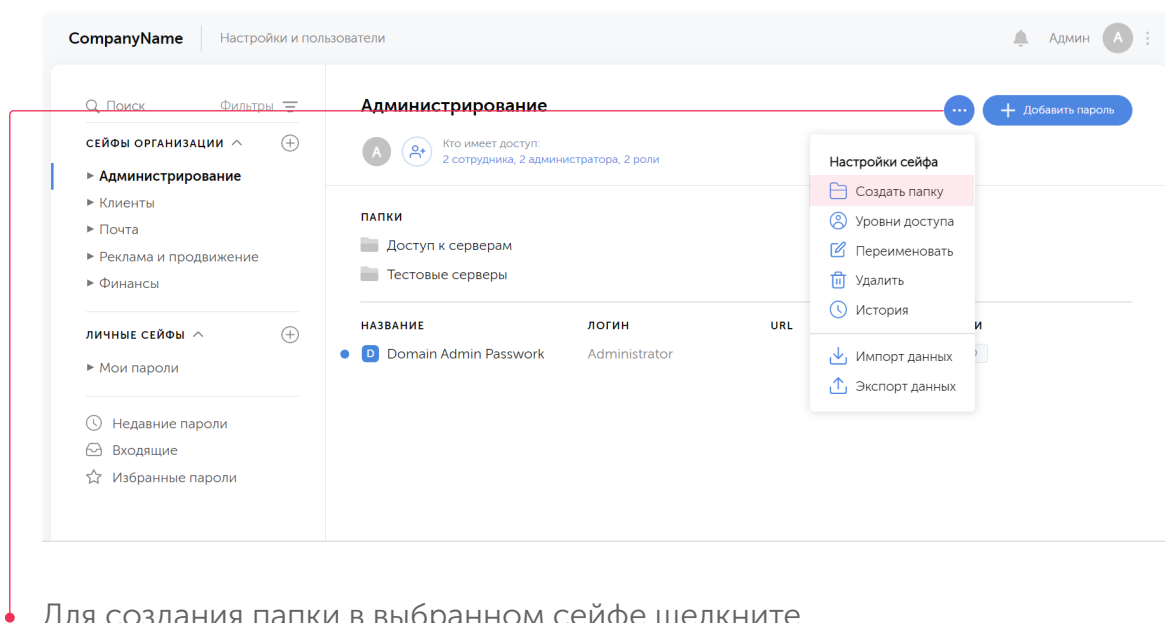 CompanyName
Настройки и пользователи
Админ
A
Поиск
Фильтры
СЕЙФЫ ОРГАНИЗАЦИИ
Администрирование
Клиенты
Почта
Реклама и продвижение
Финансы
ЛИЧНЫЕ СЕЙФЫ
Мои пароли
Недавние пароли
Входящие
Избранные пароли
Администрирование
Добавить пароль
A
Кто имеет доступ:
2 сотрудника, 2 администратора, 2 роли
ПАПКИ
Доступ к серверам
Тестовые серверы
НАЗВАНИЕ ЛОГИН URL
D Domain Admin Passwork Administrator
Настройки сейфа
Создать папку
Уровни доступа
Переименовать
Удалить
История
Импорт данных
Экспорт данных
Для создания папки в выбранном сейфе щелкните